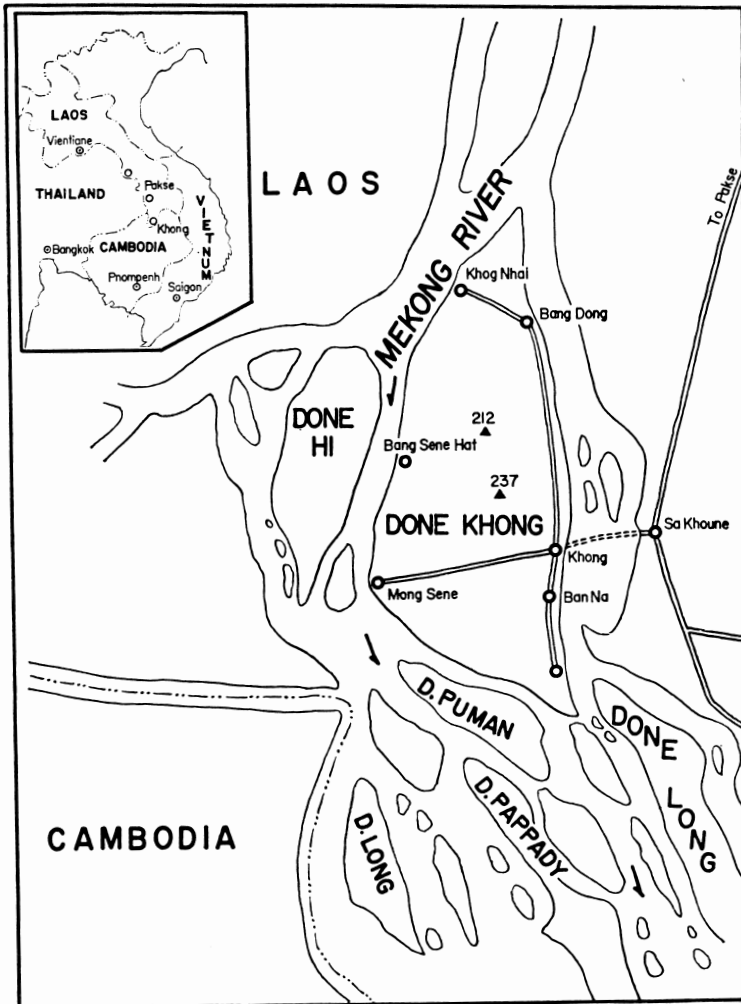 LAOS
Vientiane
THAILAND
Pakse
Khong
VIETNUM
Bangkok
CAMBODIA
Pnompenh
Saigon
LAOS
To Pakse
MEKONG RIVER
Khog Nhai
Bang Dong
DONE
HI
212
Bang Sene Hat
237
DONE KHONG
Sa Khoune
Khong
Mong Sene
Ban Na
D. PUMAN
DONE
LONG
D. PAPPADY
D. LONG
CAMBODIA